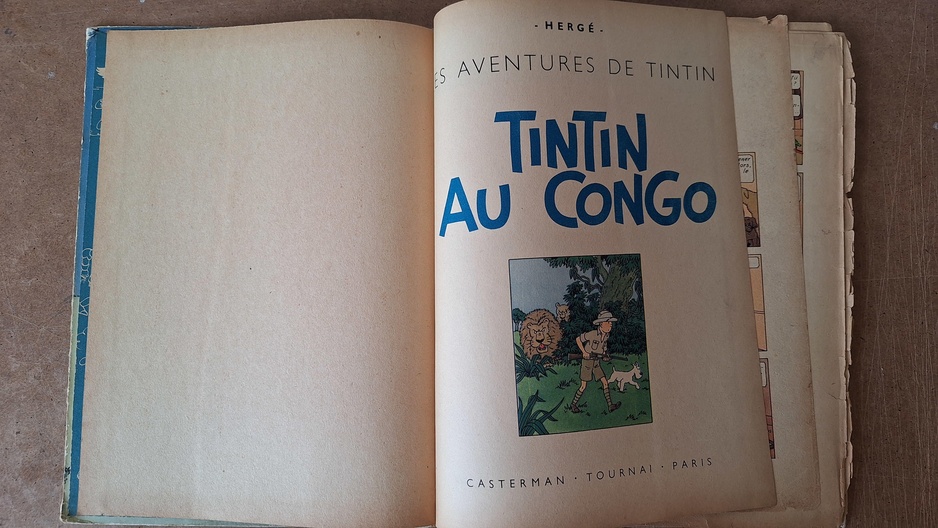 - HERGÉ -
ES AVENTURES DE TINTIN
TINTIN
AU CONGO
CASTERMAN · TOURNAI · PARIS